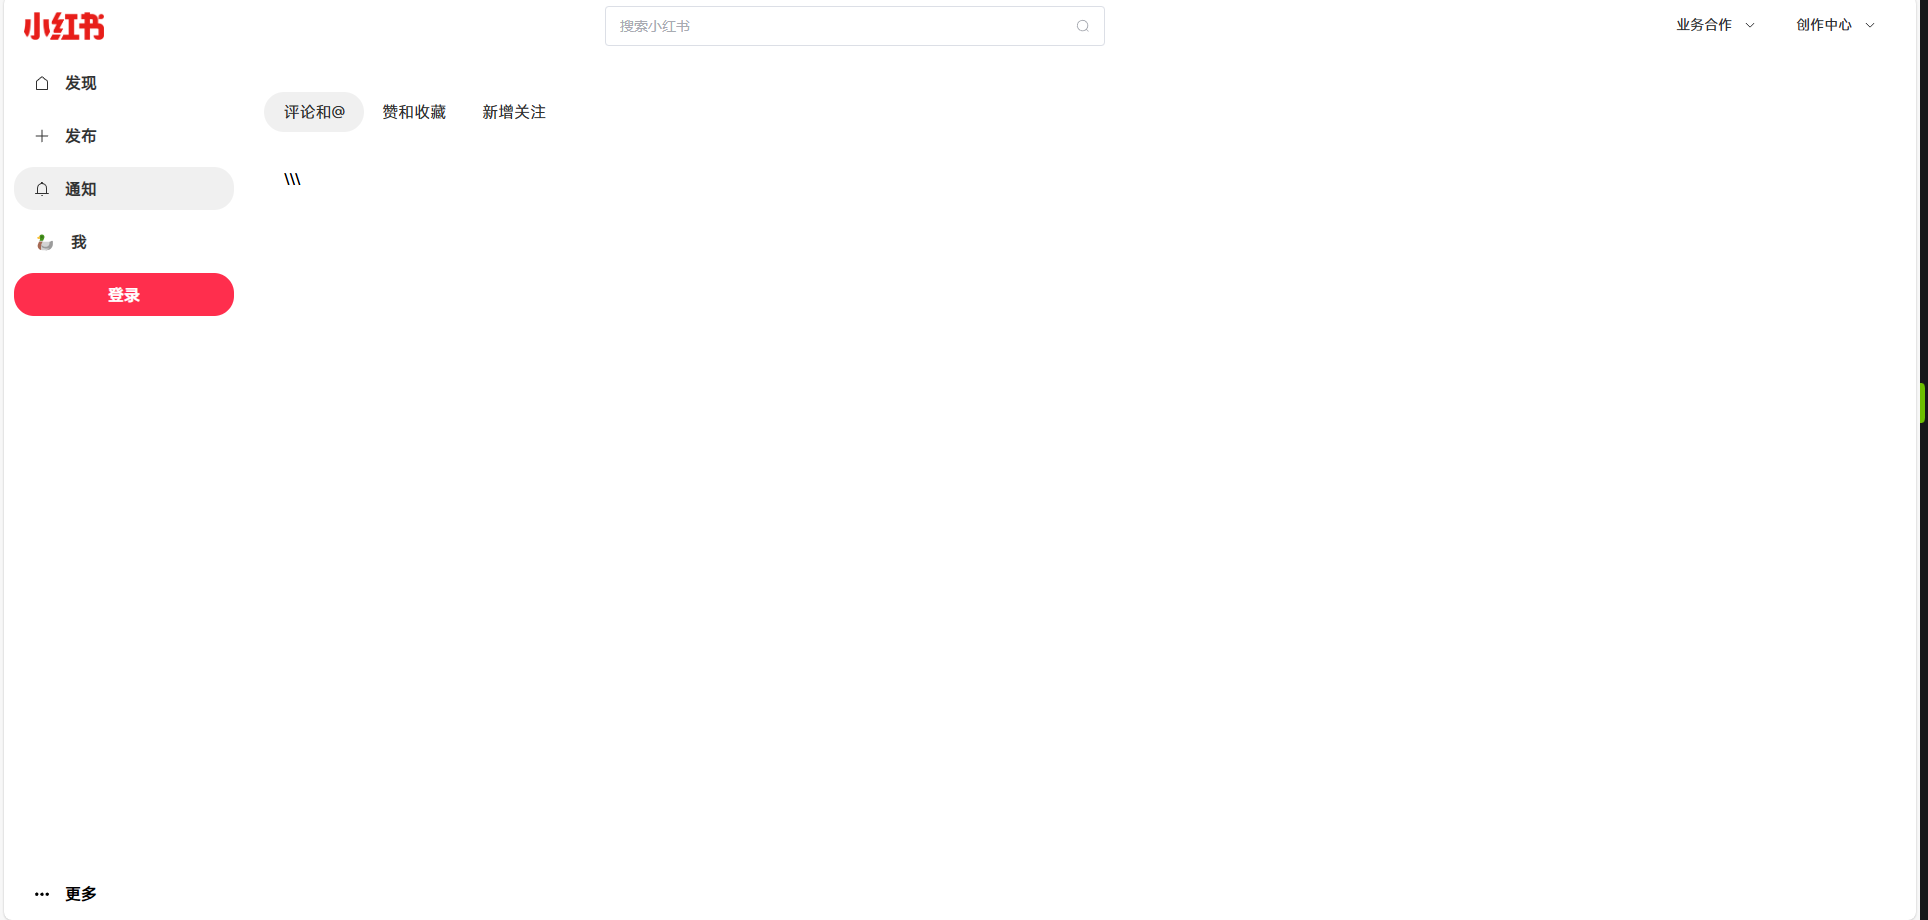 小红书
搜索小红书
业务合作
创作中心
发现
发布
通知
我
登录
评论和@
赞和收藏
新增关注
\\\
更多